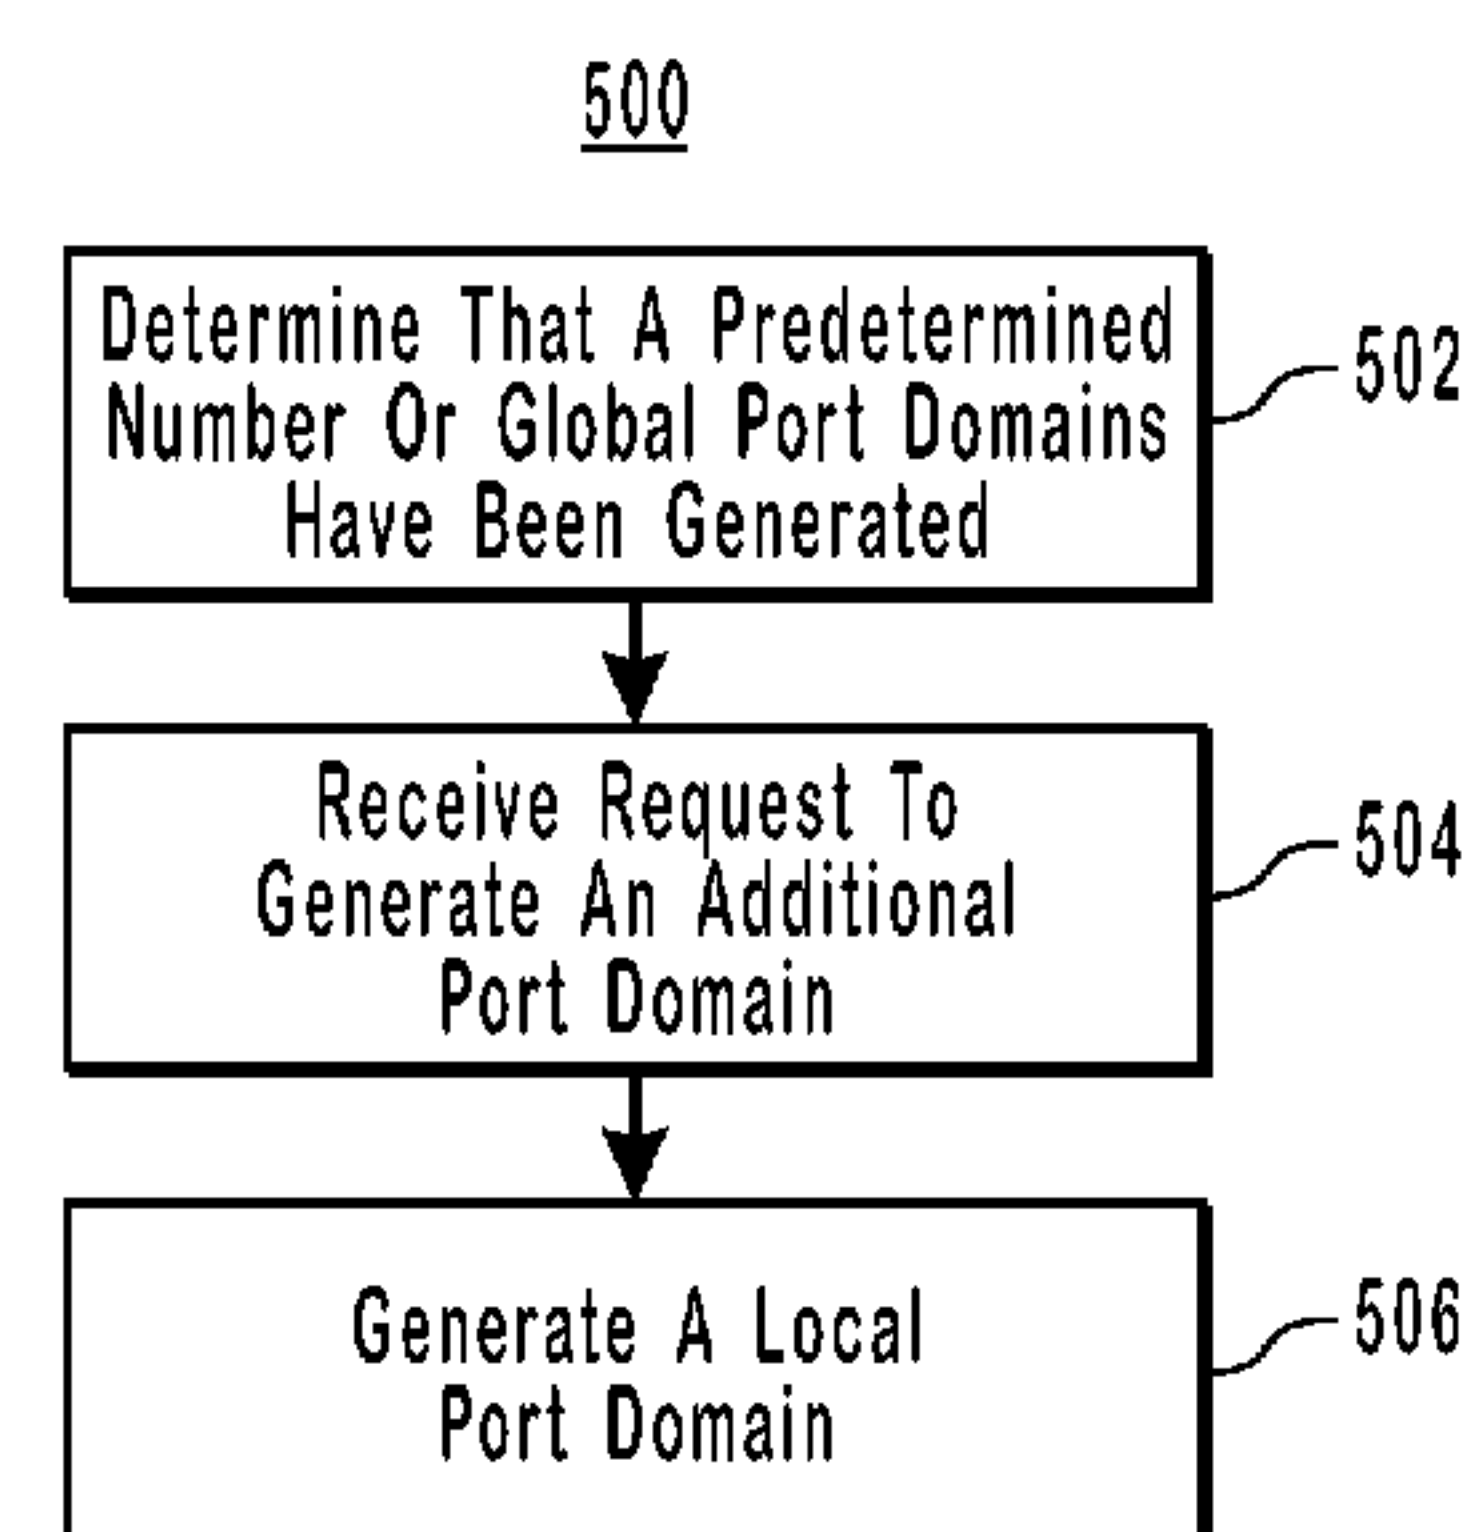 500
Determine That A Predetermined
Number Or Global Port Domains
Have Been Generated
502
Receive Request To
Generate An Additional
Port Domain
504
Generate A Local
Port Domain
506